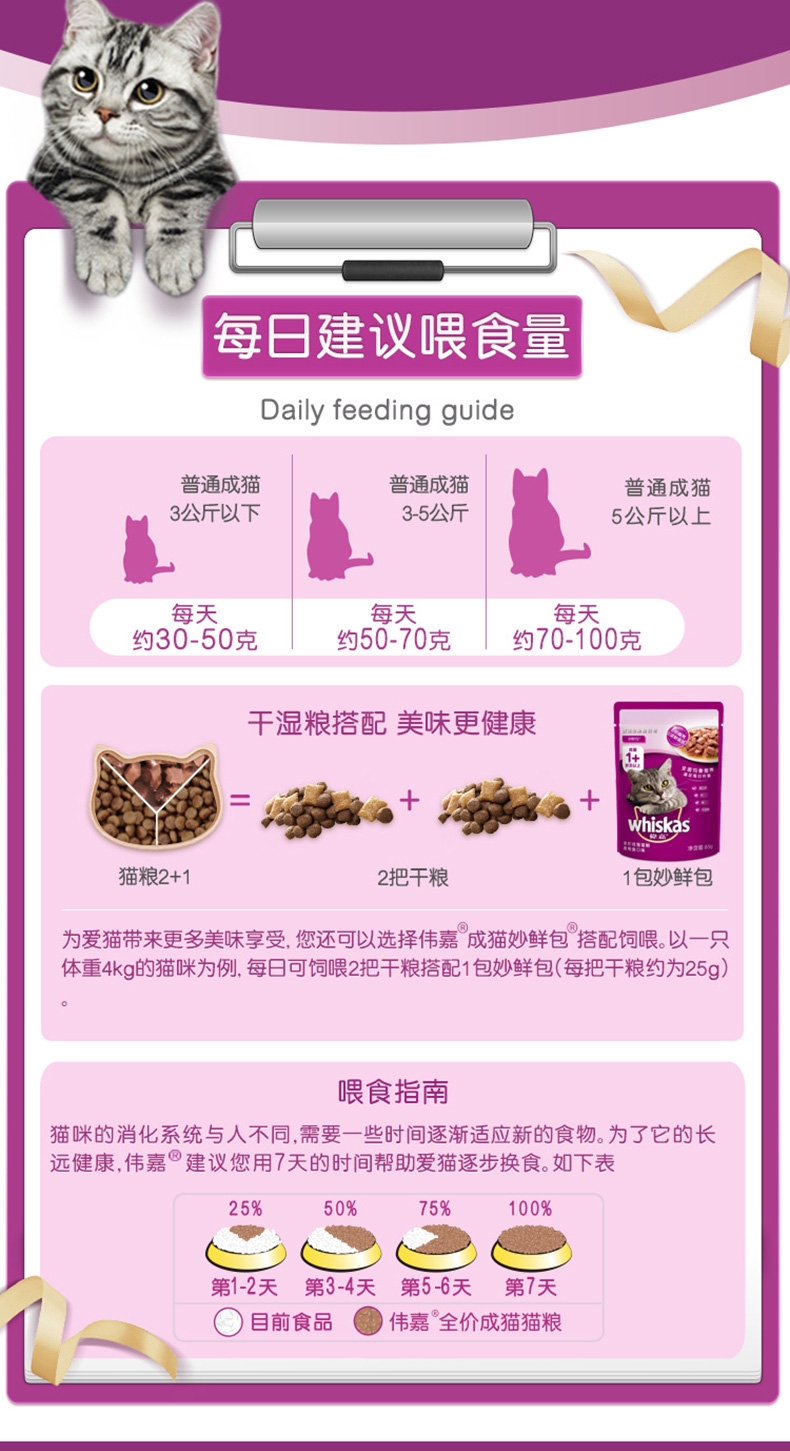 每日建议喂食量
Daily feeding guide
普通成猫
3公斤以下
普通成猫
3-5公斤
普通成猫
5公斤以上
每天
约30-50克
每天
约50-70克
每天
约70-100克
干湿粮搭配 美味更健康
1+
whiskas
伟嘉
=
+
+
猫粮2+1
2把干粮
1包妙鲜包
为爱猫带来更多美味享受, 您还可以选择伟嘉®成猫妙鲜包®搭配饲喂。以一只
体重4kg的猫咪为例, 每日可饲喂2把干粮搭配1包妙鲜包(每把干粮约为25g)
。
喂食指南
猫咪的消化系统与人不同,需要一些时间逐渐适应新的食物。为了它的长
远健康,伟嘉®建议您用7天的时间帮助爱猫逐步换食。如下表
25% 50% 75% 100%
第1-2天 第3-4天 第5-6天 第7天
目前食品 伟嘉®全价成猫猫粮